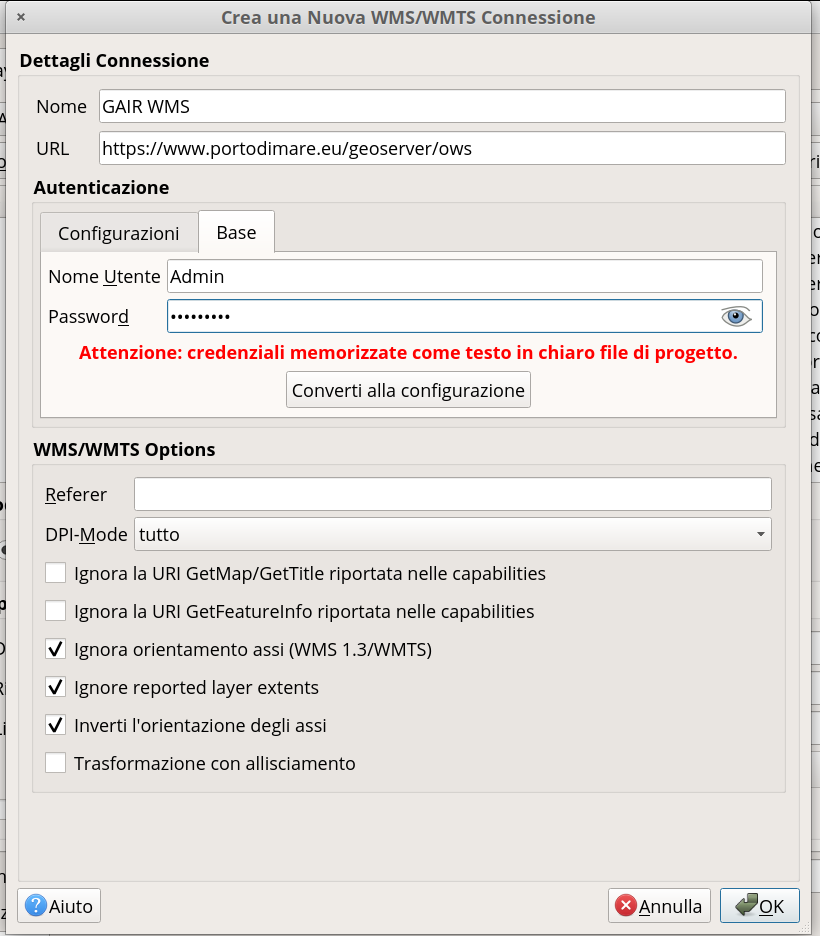 Crea una Nuova WMS/WMTS Connessione
Dettagli Connessione
Nome GAIR WMS
URL https://www.portodimare.eu/geoserver/ows
Autenticazione
Configurazioni Base
Nome Utente Admin
Password •••••••••
Attenzione: credenziali memorizzate come testo in chiaro file di progetto.
Converti alla configurazione
WMS/WMTS Options
Referer
DPI-Mode tutto
Ignora la URI GetMap/GetTitle riportata nelle capabilities
Ignora la URI GetFeatureInfo riportata nelle capabilities
Ignora orientamento assi (WMS 1.3/WMTS)
Ignore reported layer extents
Inverti l'orientazione degli assi
Trasformazione con allisciamento
Aiuto Annulla OK